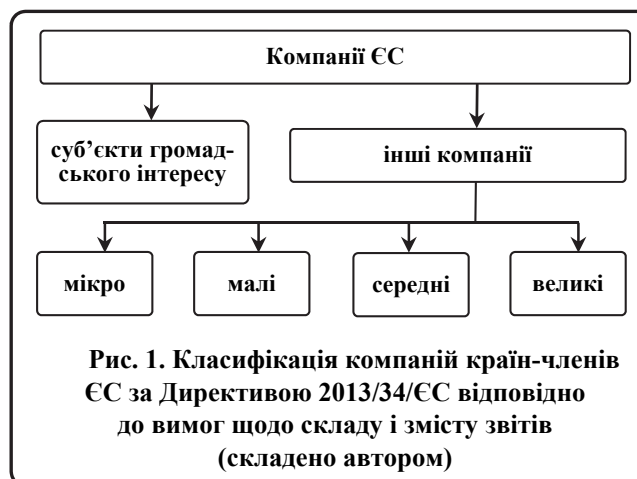 Компанії ЄС
суб’єкти громад-
ського інтересу
інші компанії
мікро
малі
середні
великі
Рис. 1. Класифікація компаній країн-членів
ЄС за Директивою 2013/34/ЄС відповідно
до вимог щодо складу і змісту звітів
(складено автором)